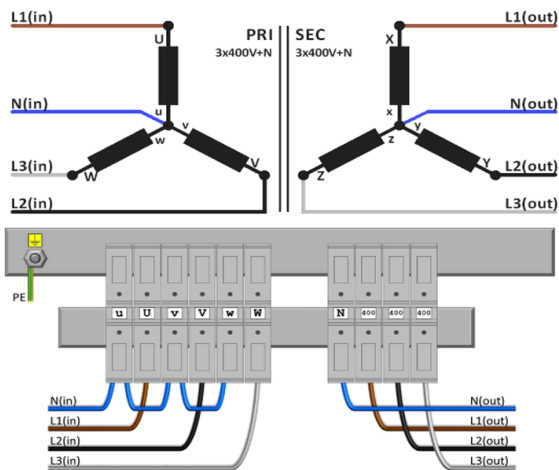 L1(in)
PRI
SEC
L1(out)
U
X
3x400V+N
3x400V+N
N(in)
u
v
w
x
y
z
N(out)
L3(in)
W
V
Z
Y
L2(out)
L2(in)
L3(out)
PE
u U v V w W
N 400 400 400
N(in)
N(out)
L1(in)
L1(out)
L2(in)
L2(out)
L3(in)
L3(out)